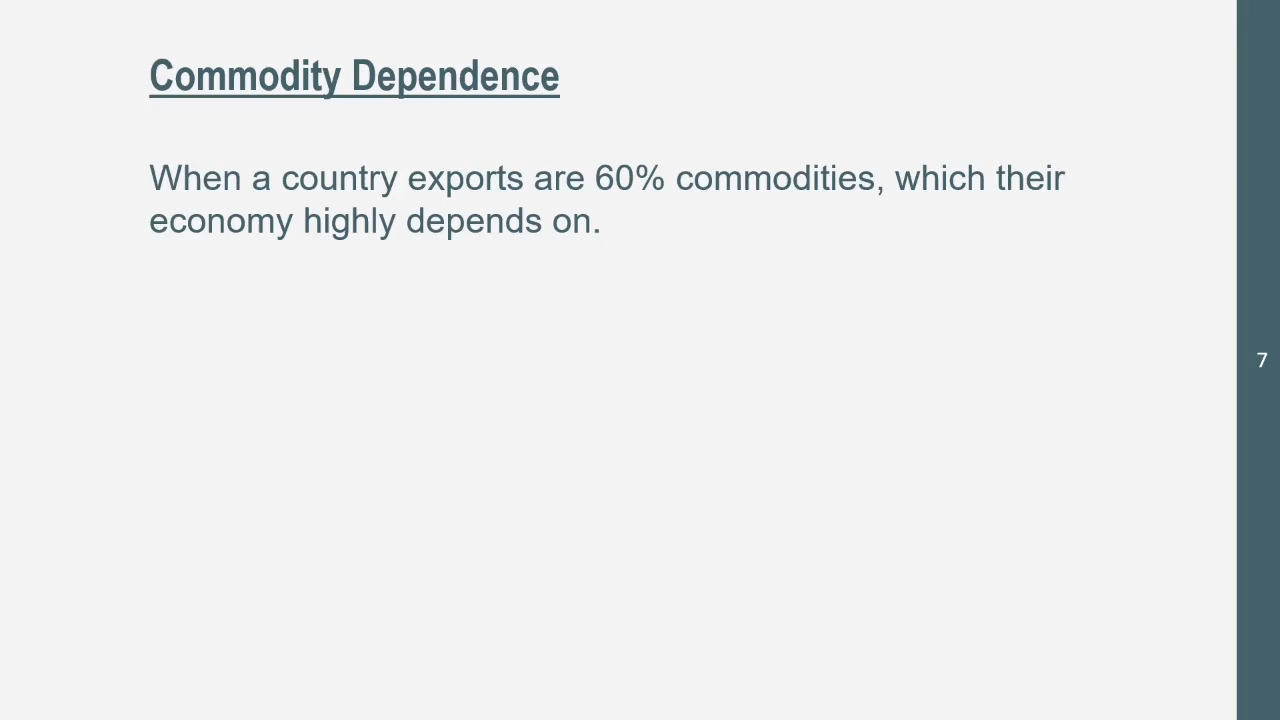 Commodity Dependence
When a country exports are 60% commodities, which their
economy highly depends on.
7